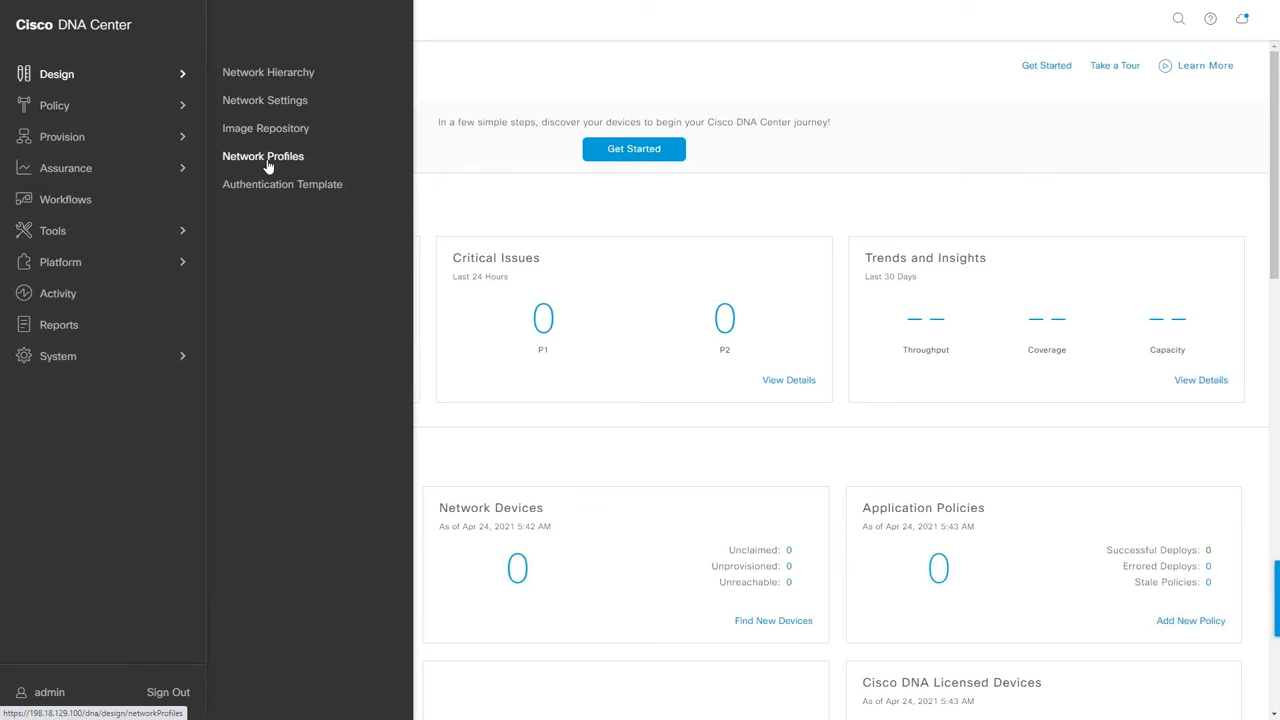 Cisco DNA Center
Design
Policy
Provision
Assurance
Workflows
Tools
Platform
Activity
Reports
System
admin
Sign Out
https://198.18.129.100/dna/design/networkProfiles
Network Hierarchy
Network Settings
Image Repository
Network Profiles
Authentication Template
Get Started
Take a Tour
Learn More
In a few simple steps, discover your devices to begin your Cisco DNA Center journey!
Get Started
Critical Issues
Last 24 Hours
0
0
P1
P2
View Details
Trends and Insights
Last 30 Days
-- -- --
Throughput
Coverage
Capacity
View Details
Network Devices
As of Apr 24, 2021 5:42 AM
0
Unclaimed: 0
Unprovisioned: 0
Unreachable: 0
Find New Devices
Application Policies
As of Apr 24, 2021 5:43 AM
0
Successful Deploys: 0
Errored Deploys: 0
Stale Policies: 0
Add New Policy
Cisco DNA Licensed Devices
As of Apr 24, 2021 5:43 AM